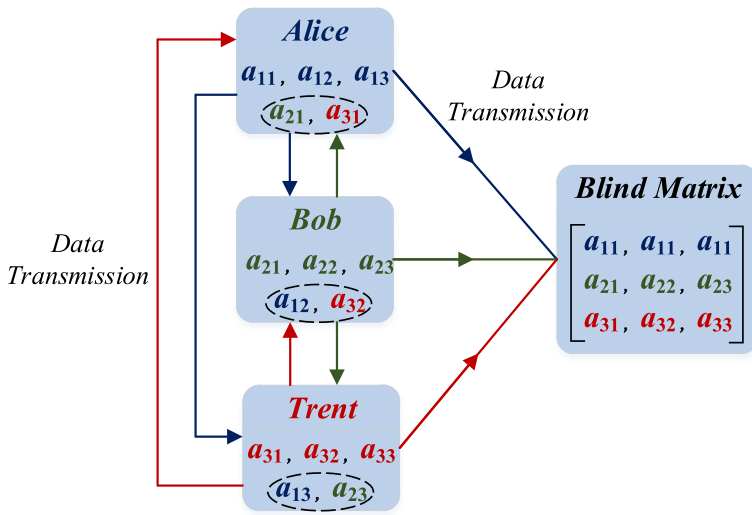 Alice
a11, a12, a13
a21, a31
Data
Transmission
Blind Matrix
a11, a11, a11
a21, a22, a23
a31, a32, a33
Bob
a21, a22, a23
a12, a32
Data
Transmission
Trent
a31, a32, a33
a13, a23